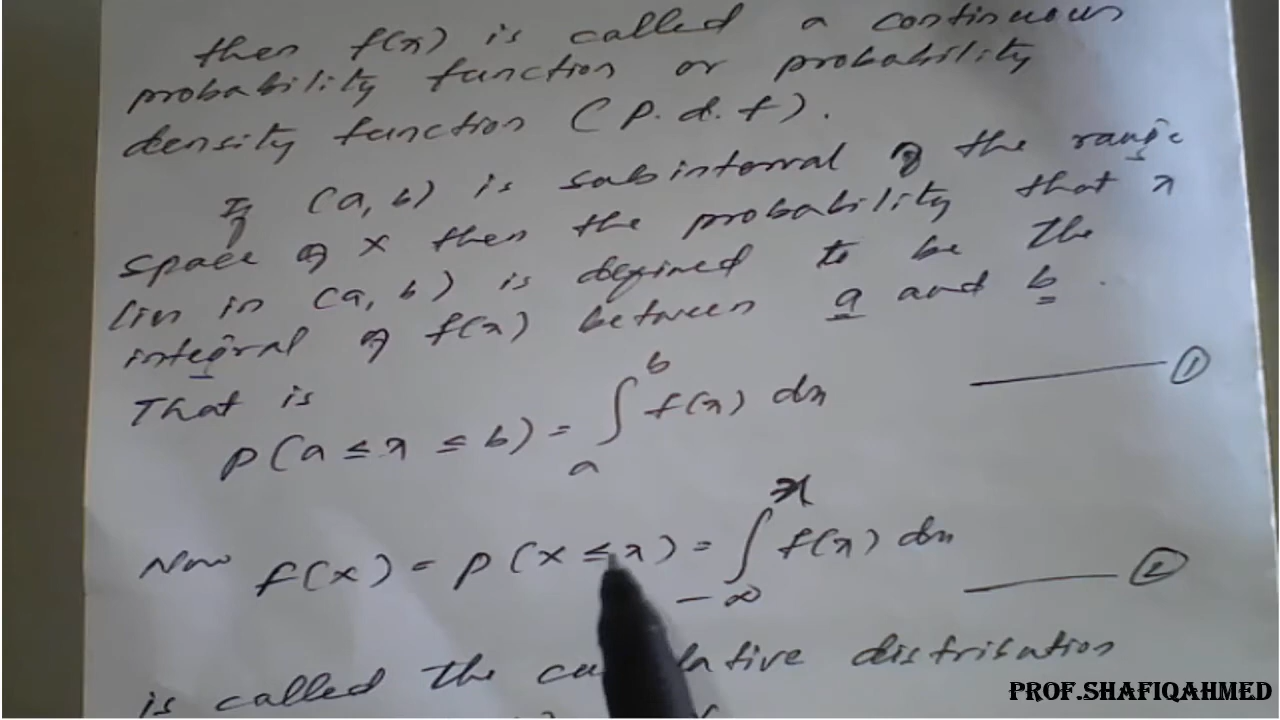 then f(x) is called a continuous
probability function or probability
density function (p.d.f).
If (a, b) is subinterval of the range
space of X then the probability that x
lies in (a, b) is defined to be the
integral of f(x) between a and b.
That is
P(a ≤ x ≤ b) = ∫_a^b f(x) dx ——— ①
Now f(x) = P(X ≤ x) = ∫_{-∞}^x f(x) dx ——— ②
is called the distribution
PROF.SHAFIQAHMED